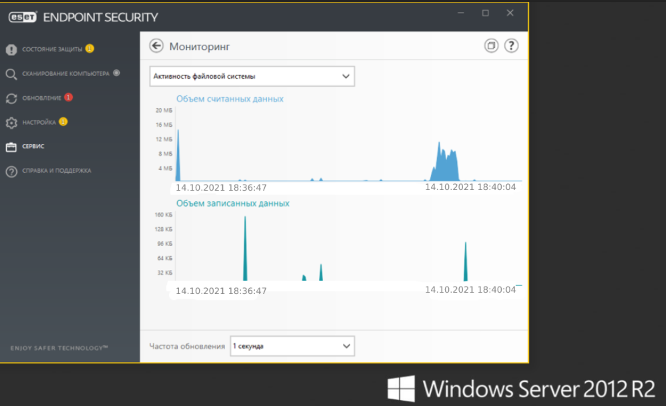 eset ENDPOINT SECURITY
СОСТОЯНИЕ ЗАЩИТЫ
СКАНИРОВАНИЕ КОМПЬЮТЕРА
ОБНОВЛЕНИЕ
НАСТРОЙКА
СЕРВИС
СПРАВКА И ПОДДЕРЖКА
ENJOY SAFER TECHNOLOGY™
Мониторинг
?
Активность файловой системы
Объем считанных данных
20 МБ
16 МБ
12 МБ
8 МБ
4 МБ
14.10.2021 18:36:47
14.10.2021 18:40:04
Объем записанных данных
160 КБ
128 КБ
96 КБ
64 КБ
32 КБ
14.10.2021 18:36:47
14.10.2021 18:40:04
Частота обновления
1 секунда
Windows Server 2012 R2